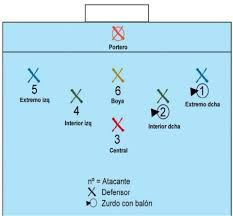 Portero
5
Extremo izq
6
Boya
1
Extremo dcha
4
Interior izq
2
Interior dcha
3
Central
nº = Atacante
Defensor
Zurdo con balón